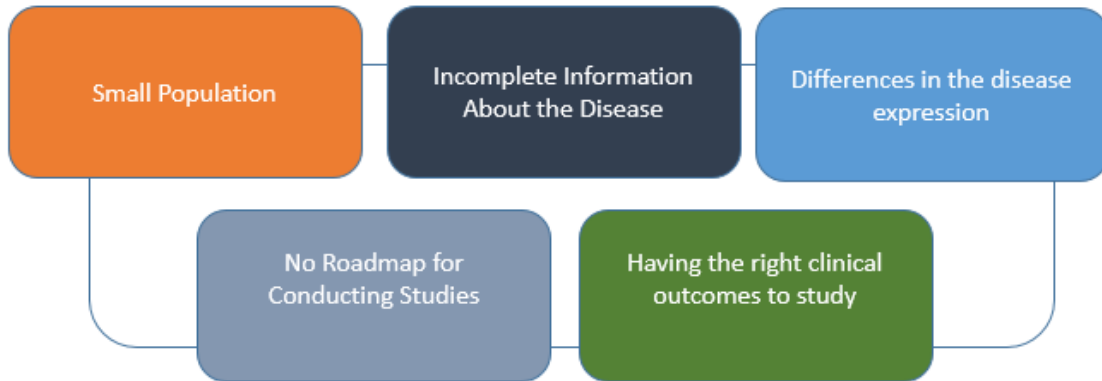 Small Population
Incomplete Information
About the Disease
Differences in the disease
expression
No Roadmap for
Conducting Studies
Having the right clinical
outcomes to study